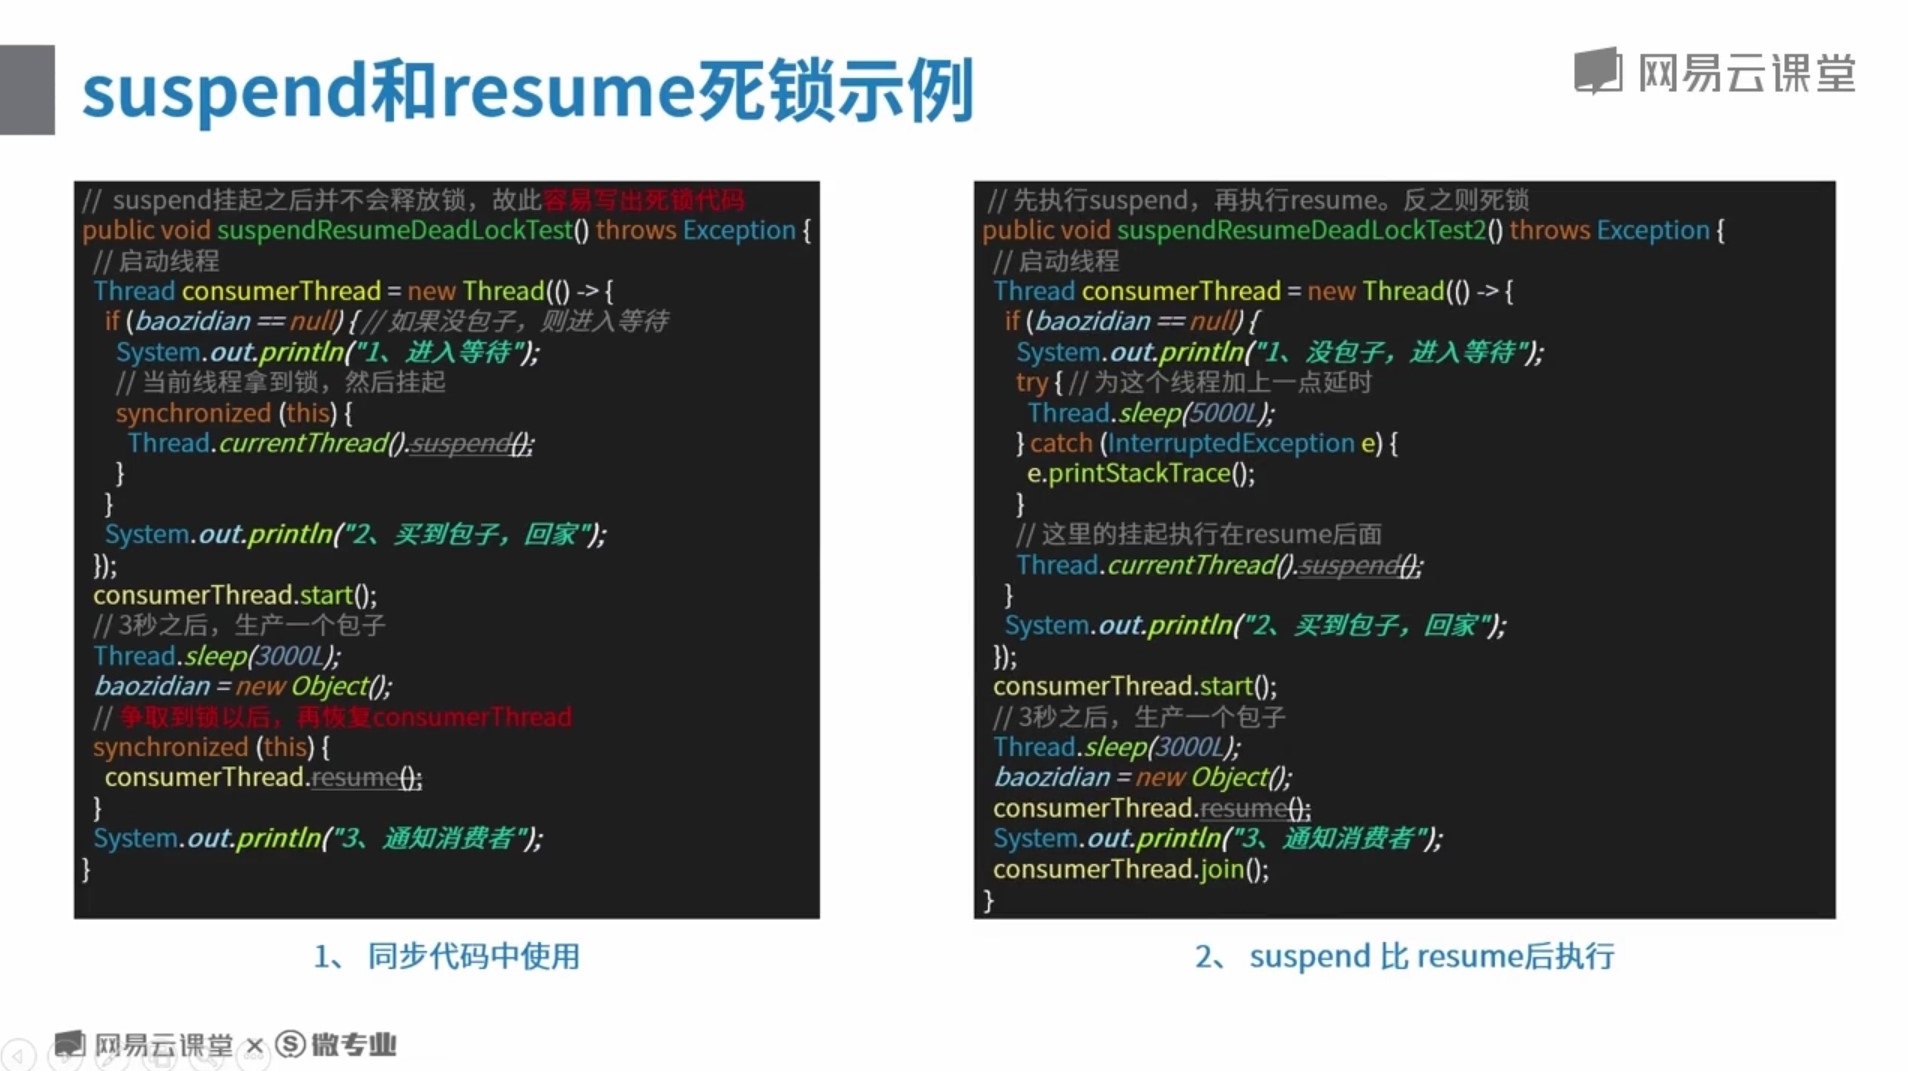 suspend和resume死锁示例
网易云课堂
// suspend挂起之后并不会释放锁，故此容易写出死锁代码
public void suspendResumeDeadLockTest() throws Exception {
// 启动线程
Thread consumerThread = new Thread(() -> {
if (baozidian == null) { // 如果没包子，则进入等待
System.out.println("1、进入等待");
// 当前线程拿到锁，然后挂起
synchronized (this) {
Thread.currentThread().suspend();
}
}
System.out.println("2、买到包子，回家");
});
consumerThread.start();
// 3秒之后，生产一个包子
Thread.sleep(3000L);
baozidian = new Object();
// 争取到锁以后，再恢复consumerThread
synchronized (this) {
consumerThread.resume();
}
System.out.println("3、通知消费者");
}
1、 同步代码中使用
// 先执行suspend，再执行resume。反之则死锁
public void suspendResumeDeadLockTest2() throws Exception {
// 启动线程
Thread consumerThread = new Thread(() -> {
if (baozidian == null) {
System.out.println("1、没包子，进入等待");
try { // 为这个线程加上一点延时
Thread.sleep(5000L);
} catch (InterruptedException e) {
e.printStackTrace();
}
// 这里的挂起执行在resume后面
Thread.currentThread().suspend();
}
System.out.println("2、买到包子，回家");
});
consumerThread.start();
// 3秒之后，生产一个包子
Thread.sleep(3000L);
baozidian = new Object();
consumerThread.resume();
System.out.println("3、通知消费者");
consumerThread.join();
}
2、 suspend 比 resume后执行
网易云课堂 × 微专业